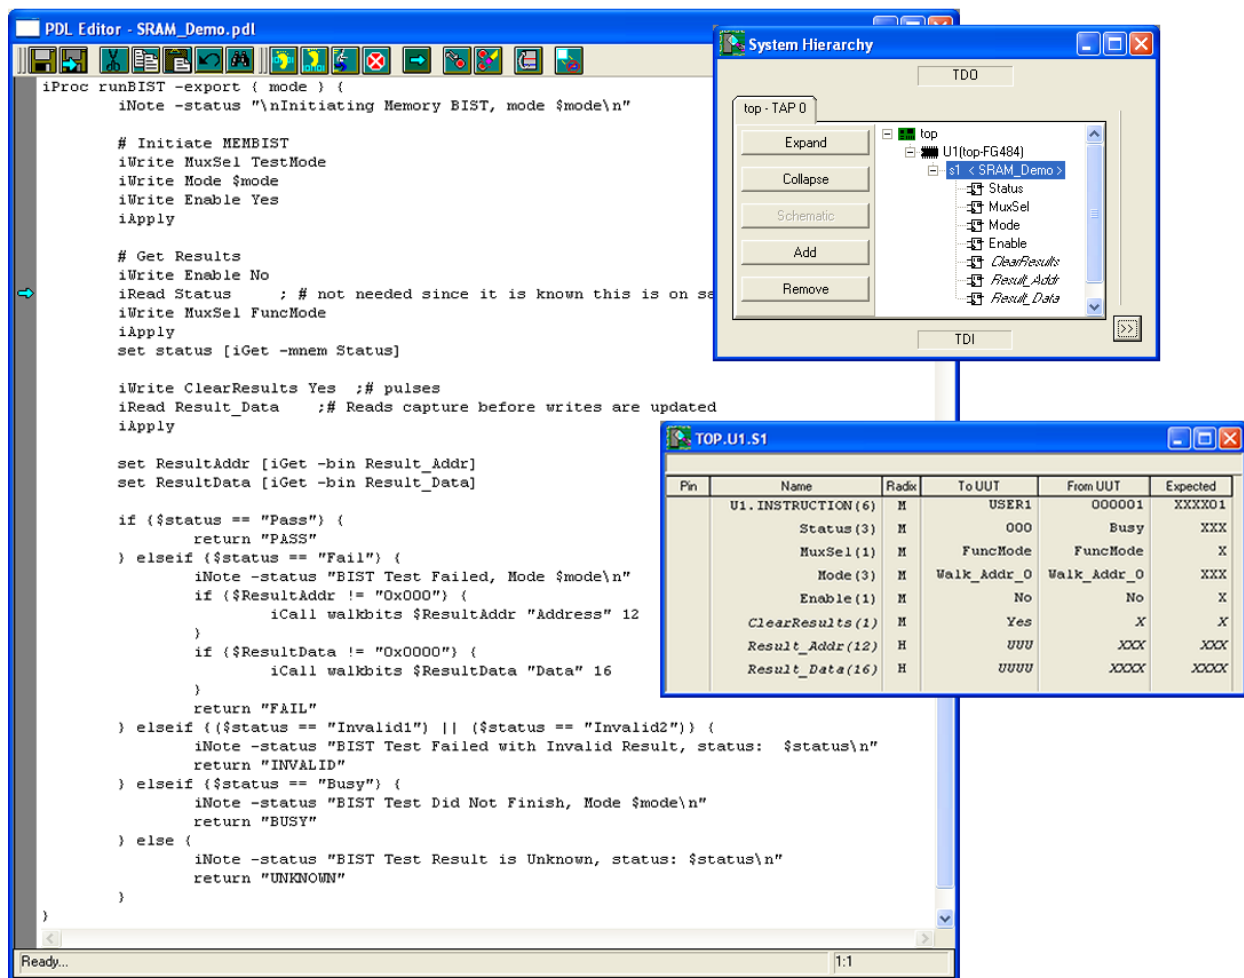 PDL Editor - SRAM_Demo.pdl
iProc runBIST -export { mode } {
iNote -status "\nInitiating Memory BIST, mode $mode\n"
# Initiate MEMBIST
iWrite MuxSel TestMode
iWrite Mode $mode
iWrite Enable Yes
iApply
# Get Results
iWrite Enable No
iRead Status ; # not needed since it is known this is on
iWrite MuxSel FuncMode
iApply
set status [iGet -mnem Status]
iWrite ClearResults Yes ;# pulses
iRead Result_Data ;# Reads capture before writes are updated
iApply
set ResultAddr [iGet -bin Result_Addr]
set ResultData [iGet -bin Result_Data]
if {$status == "Pass"} {
return "PASS"
} elseif {$status == "Fail"} {
iNote -status "BIST Test Failed, Mode $mode\n"
if {$ResultAddr != "0x000"} {
iCall walkbits $ResultAddr "Address" 12
}
if {$ResultData != "0x0000"} {
iCall walkbits $ResultData "Data" 16
}
return "FAIL"
} elseif {($status == "Invalid1") || ($status == "Invalid2")} {
iNote -status "BIST Test Failed with Invalid Result, status: $status\n"
return "INVALID"
} elseif {$status == "Busy"} {
iNote -status "BIST Test Did Not Finish, Mode $mode\n"
return "BUSY"
} else {
iNote -status "BIST Test Result is Unknown, status: $status\n"
return "UNKNOWN"
}
}
Ready...
1:1
System Hierarchy
TDO
top - TAP 0
Expand
Collapse
Schematic
Add
Remove
top
U1(top-FG484)
s1 < SRAM_Demo >
Status
MuxSel
Mode
Enable
ClearResults
Result_Addr
Result_Data
TDI
>>
TOP.U1.S1
Pin Name Radix To UUT From UUT Expected
U1.INSTRUCTION(6) M USER1 000001 XXXX01
Status(3) M 000 Busy XXX
MuxSel(1) M FuncMode FuncMode X
Mode(3) M Walk_Addr_0 Walk_Addr_0 XXX
Enable(1) M No No X
ClearResults(1) M Yes X X
Result_Addr(12) H UUU XXX XXX
Result_Data(16) H UUUU XXXX XXXX